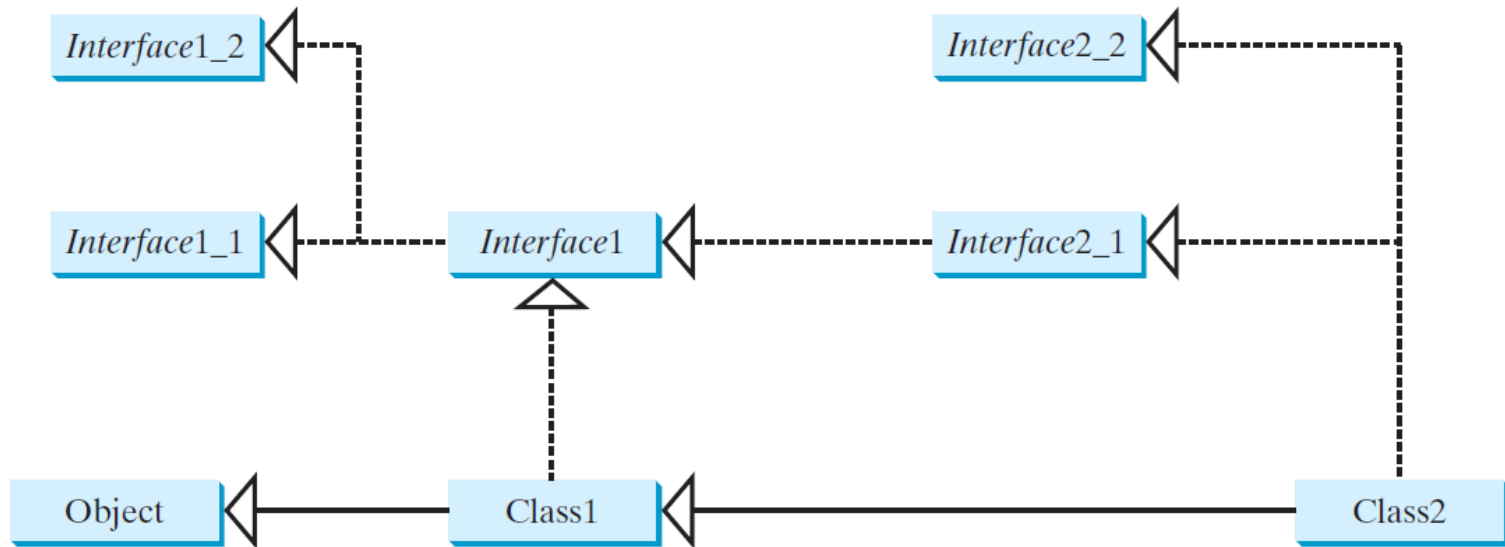 Interface1_2
Interface2_2
Interface1_1
Interface1
Interface2_1
Object
Class1
Class2